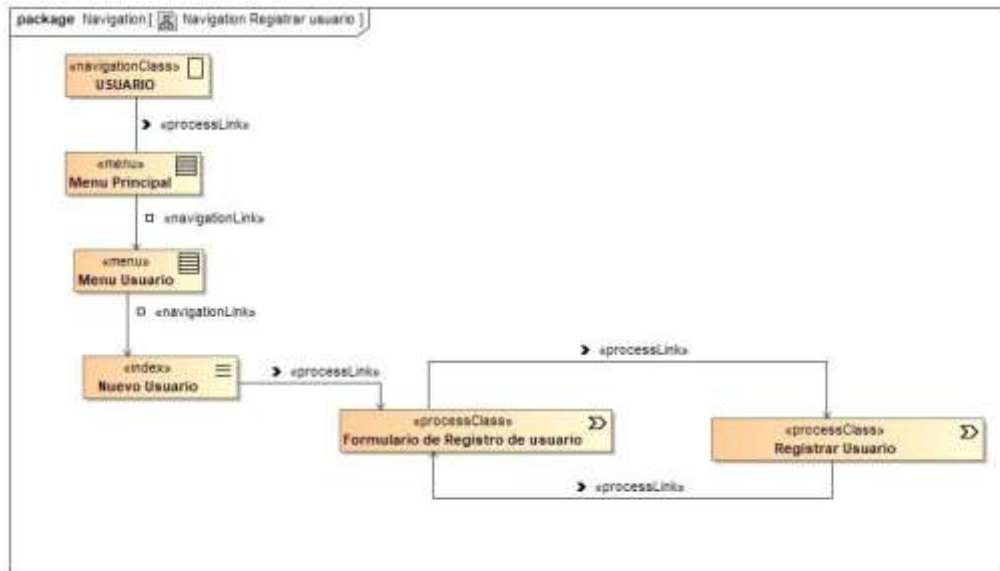 package Navigation [ Navigation Registrar usuario ]
«navigationClass»
USUARIO
«processLink»
«menu»
Menu Principal
«navigationLink»
«menu»
Menu Usuario
«navigationLink»
«index»
Nuevo Usuario
«processLink»
«processLink»
«processClass»
Formulario de Registro de usuario
«processClass»
Registrar Usuario
«processLink»